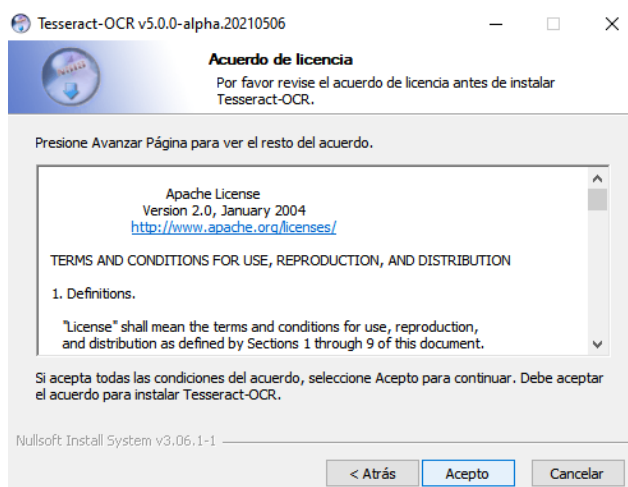 Tesseract-OCR v5.0.0-alpha.20210506
Acuerdo de licencia
Por favor revise el acuerdo de licencia antes de instalar
Tesseract-OCR.
Presione Avanzar Página para ver el resto del acuerdo.
Apache License
Version 2.0, January 2004
http://www.apache.org/licenses/
TERMS AND CONDITIONS FOR USE, REPRODUCTION, AND DISTRIBUTION
1. Definitions.
"License" shall mean the terms and conditions for use, reproduction,
and distribution as defined by Sections 1 through 9 of this document.
Si acepta todas las condiciones del acuerdo, seleccione Acepto para continuar. Debe aceptar
el acuerdo para instalar Tesseract-OCR.
Nullsoft Install System v3.06.1-1
< Atrás
Acepto
Cancelar